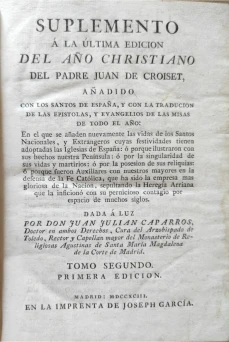 SUPLEMENTO
Á LA ÚLTIMA EDICION
DEL AÑO CHRISTIANO
DEL PADRE JUAN DE CROISET,
AÑADIDO
CON LOS SANTOS DE ESPAÑA, Y CON LA TRADUCION
DE LAS EPISTOLAS, Y EVANGELIOS DE LAS MISAS
DE TODO EL AÑO:
En el que se añaden nuevamente las vidas de los Santos
Nacionales, y Extrangeros cuyas festividades tienen
adoptadas las Iglesias de España: ó porque ilustraron con
sus hechos nuestra Península: ó por la singularidad de
sus vidas y martirios: ó por la posesion de sus reliquias:
ó porque fueron Auxiliares con nuestros mayores en la
defensa de la Fe Católica, que ha sido la empresa mas
gloriosa de la Nacion, sepultando la Heregía Arriana
que la inficionó con su pernicioso contagio por
espacio de muchos siglos.
DADA Á LUZ
POR DON JUAN JULIAN CAPARROS,
Doctor en ambos Derechos, Cura del Arzobispado de
Toledo, Rector y Capellan mayor del Monasterio de Re-
ligiosas Agustinas de Santa María Magdalena
de la Corte de Madrid.
TOMO SEGUNDO.
PRIMERA EDICION.
MADRID: MDCCXCIII.
EN LA IMPRENTA DE JOSEPH GARCÍA.